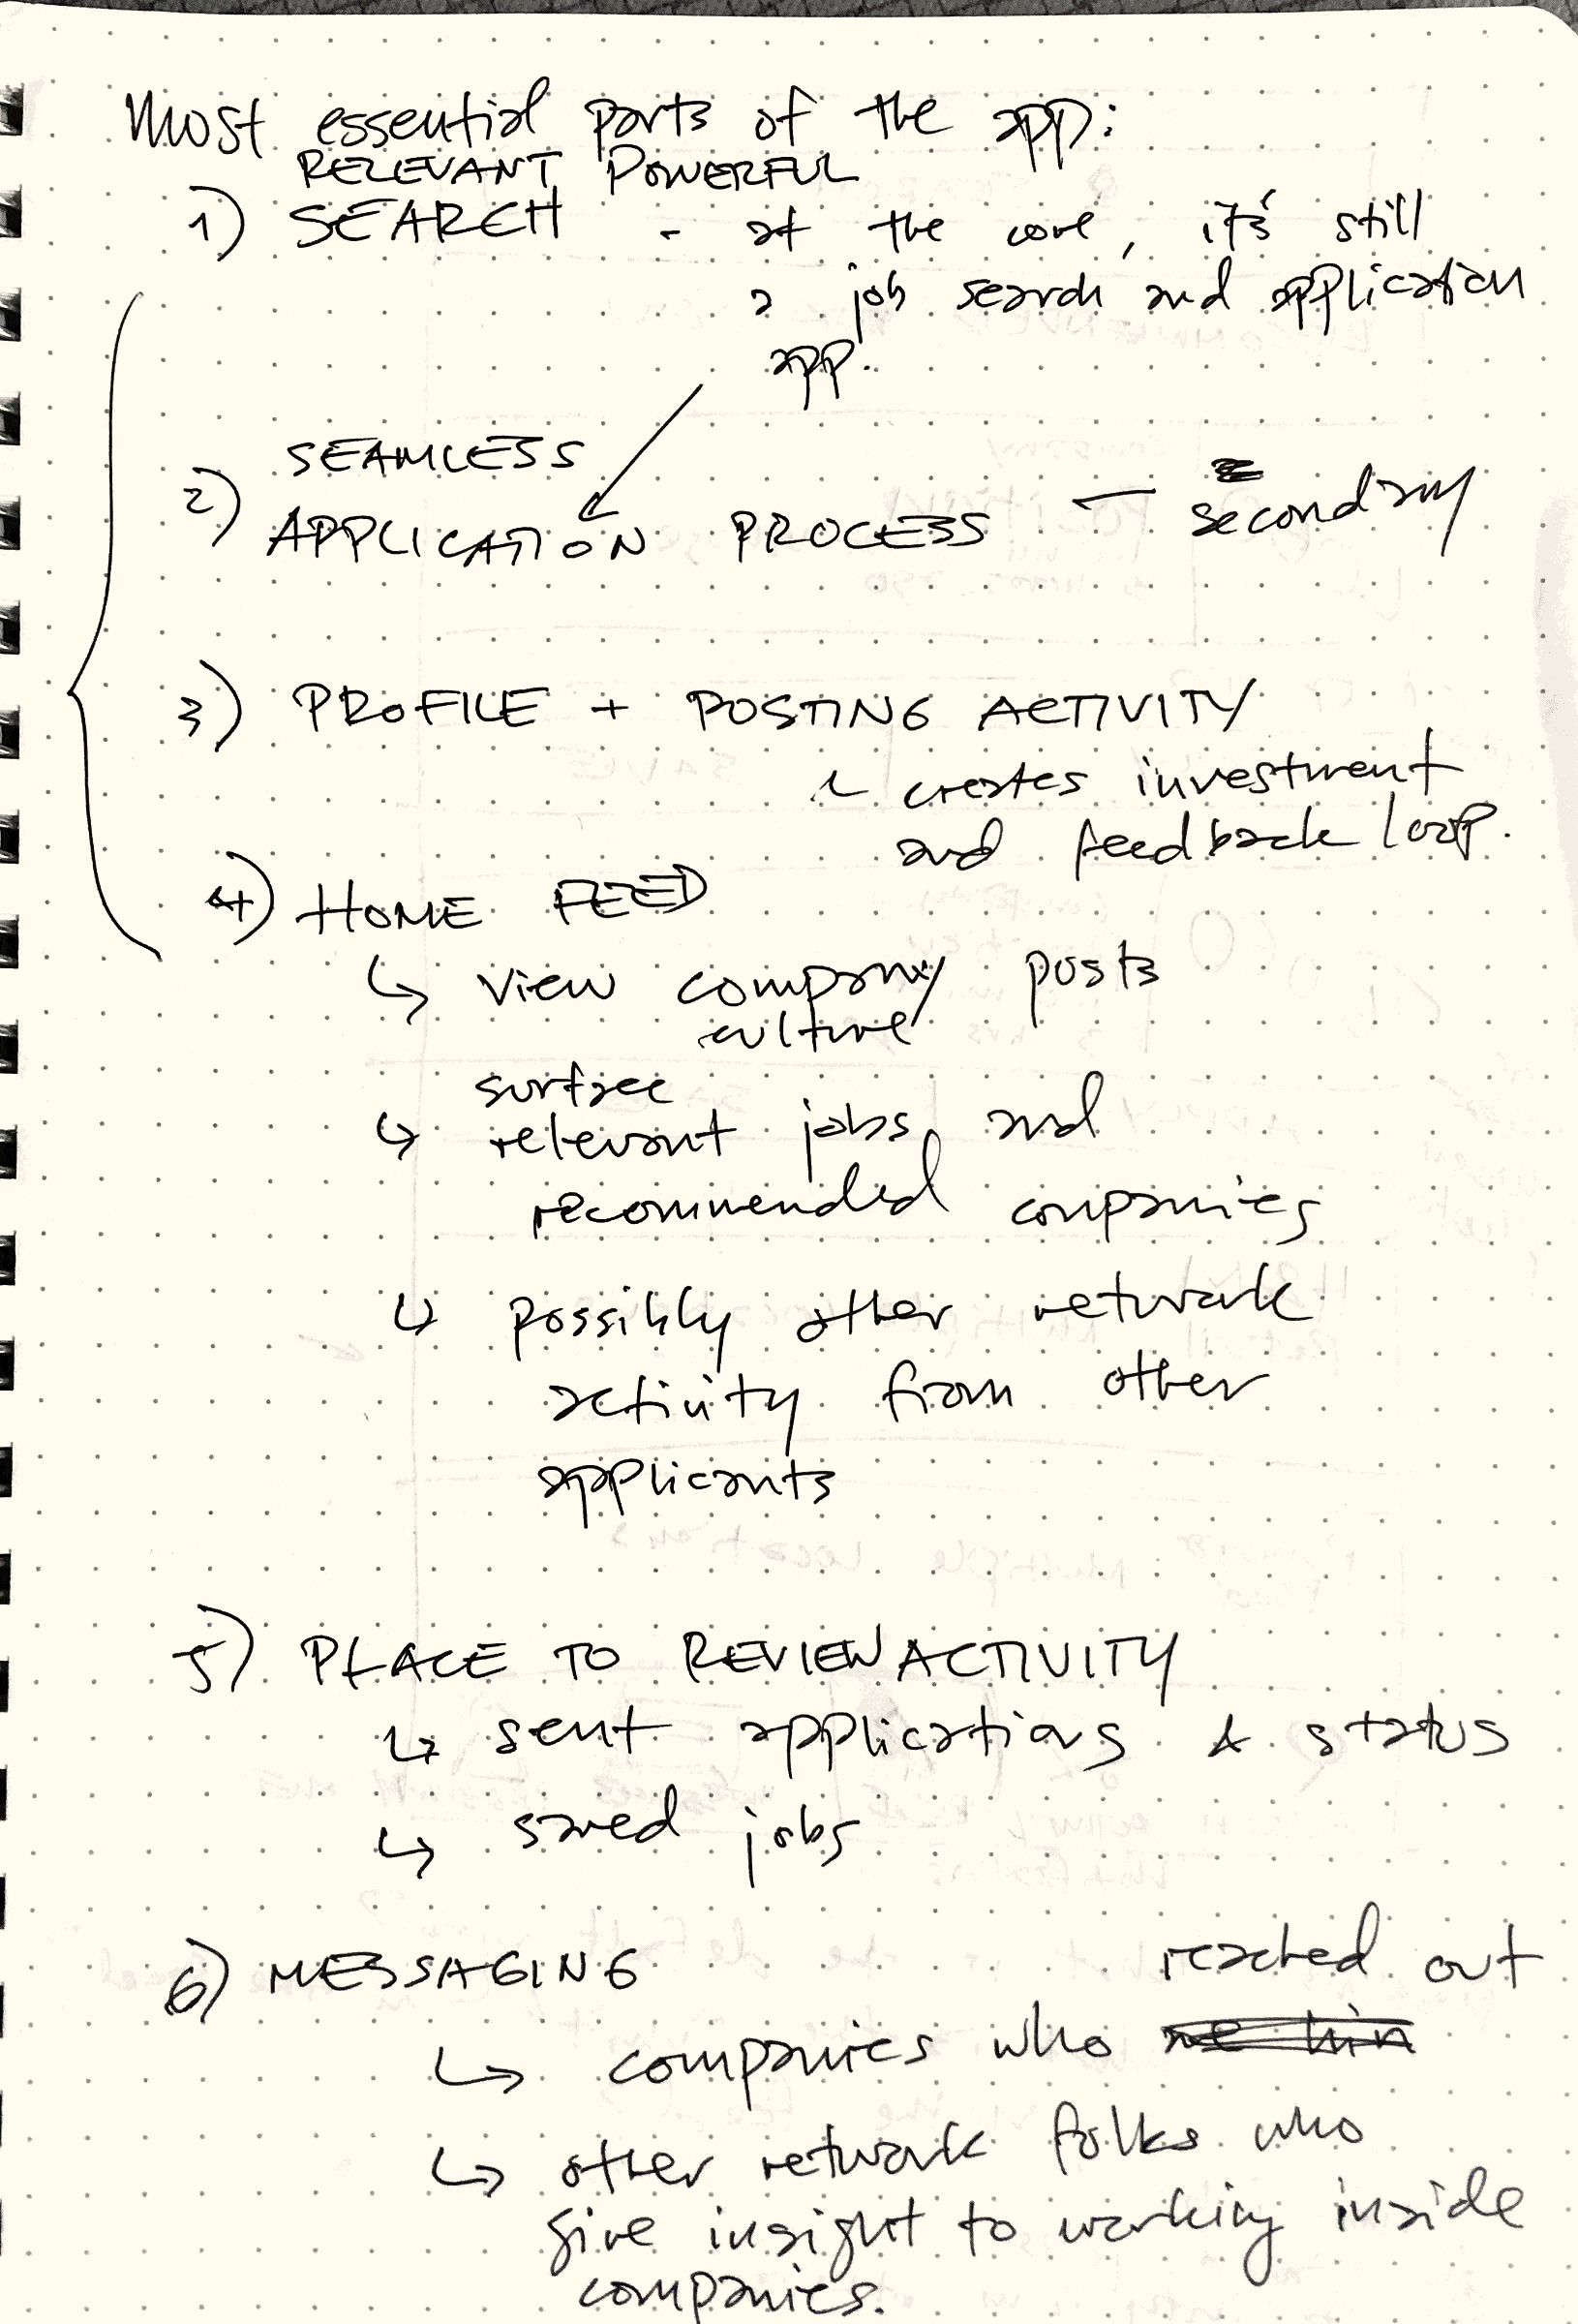 Most essential parts of the app:
RELEVANT, POWERFUL
1) SEARCH - at the core, it's still
a job search and application
app.
SEAMLESS
2) APPLICATION PROCESS — secondary
3) PROFILE + POSTING ACTIVITY
↳ creates investment
and feedback loop.
4) HOME FEED
↳ view company posts
culture
surface
↳ relevant jobs and
recommended companies
↳ possibly other network
activity from other
applicants
5) PLACE TO REVIEW ACTIVITY
↳ sent applications & status
↳ saved jobs
6) MESSAGING
reached out
↳ companies who
↳ other network folks who
give insight to working inside
companies.